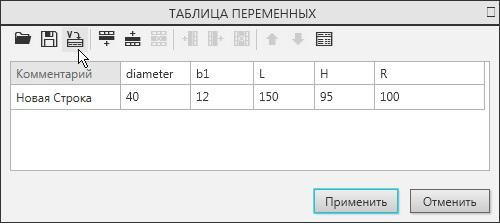 ТАБЛИЦА ПЕРЕМЕННЫХ
Комментарий diameter b1 L H R
Новая Строка 40 12 150 95 100
Применить Отменить